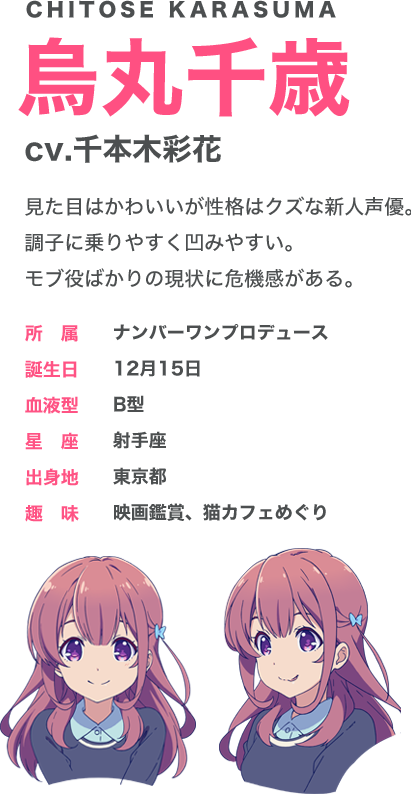 CHITOSE KARASUMA
烏丸千歳
cv.千本木彩花
見た目はかわいいが性格はクズな新人声優。
調子に乗りやすく凹みやすい。
モブ役ばかりの現状に危機感がある。
所　属　ナンバーワンプロデュース
誕生日　12月15日
血液型　B型
星　座　射手座
出身地　東京都
趣　味　映画鑑賞、猫カフェめぐり